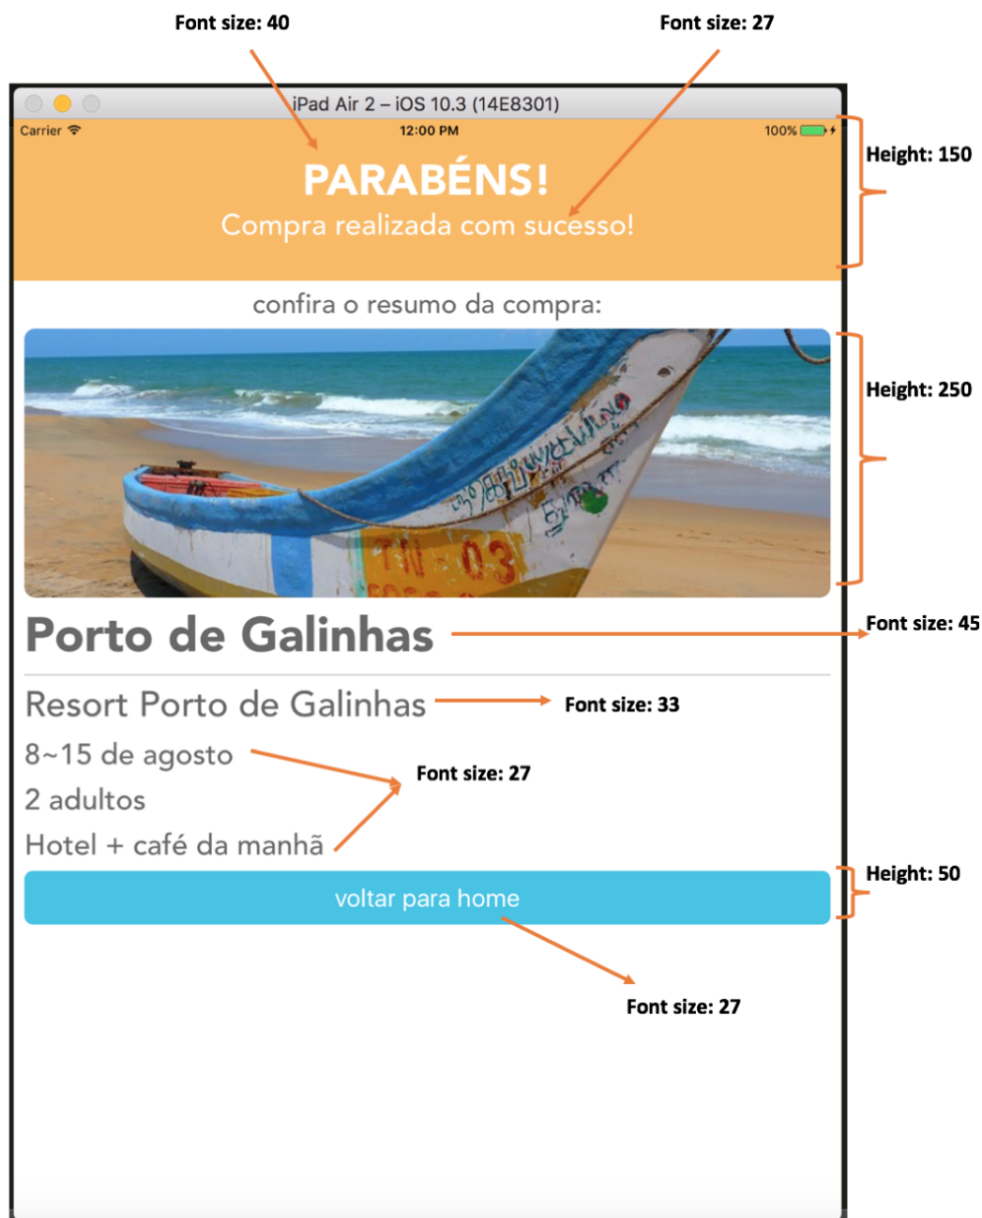 Font size: 40
Font size: 27
iPad Air 2 – iOS 10.3 (14E8301)
Carrier
12:00 PM
100%
Height: 150
PARABÉNS!
Compra realizada com sucesso!
confira o resumo da compra:
Height: 250
TN - 03
Porto de Galinhas
Font size: 45
Resort Porto de Galinhas
Font size: 33
8~15 de agosto
Font size: 27
2 adultos
Hotel + café da manhã
Height: 50
voltar para home
Font size: 27